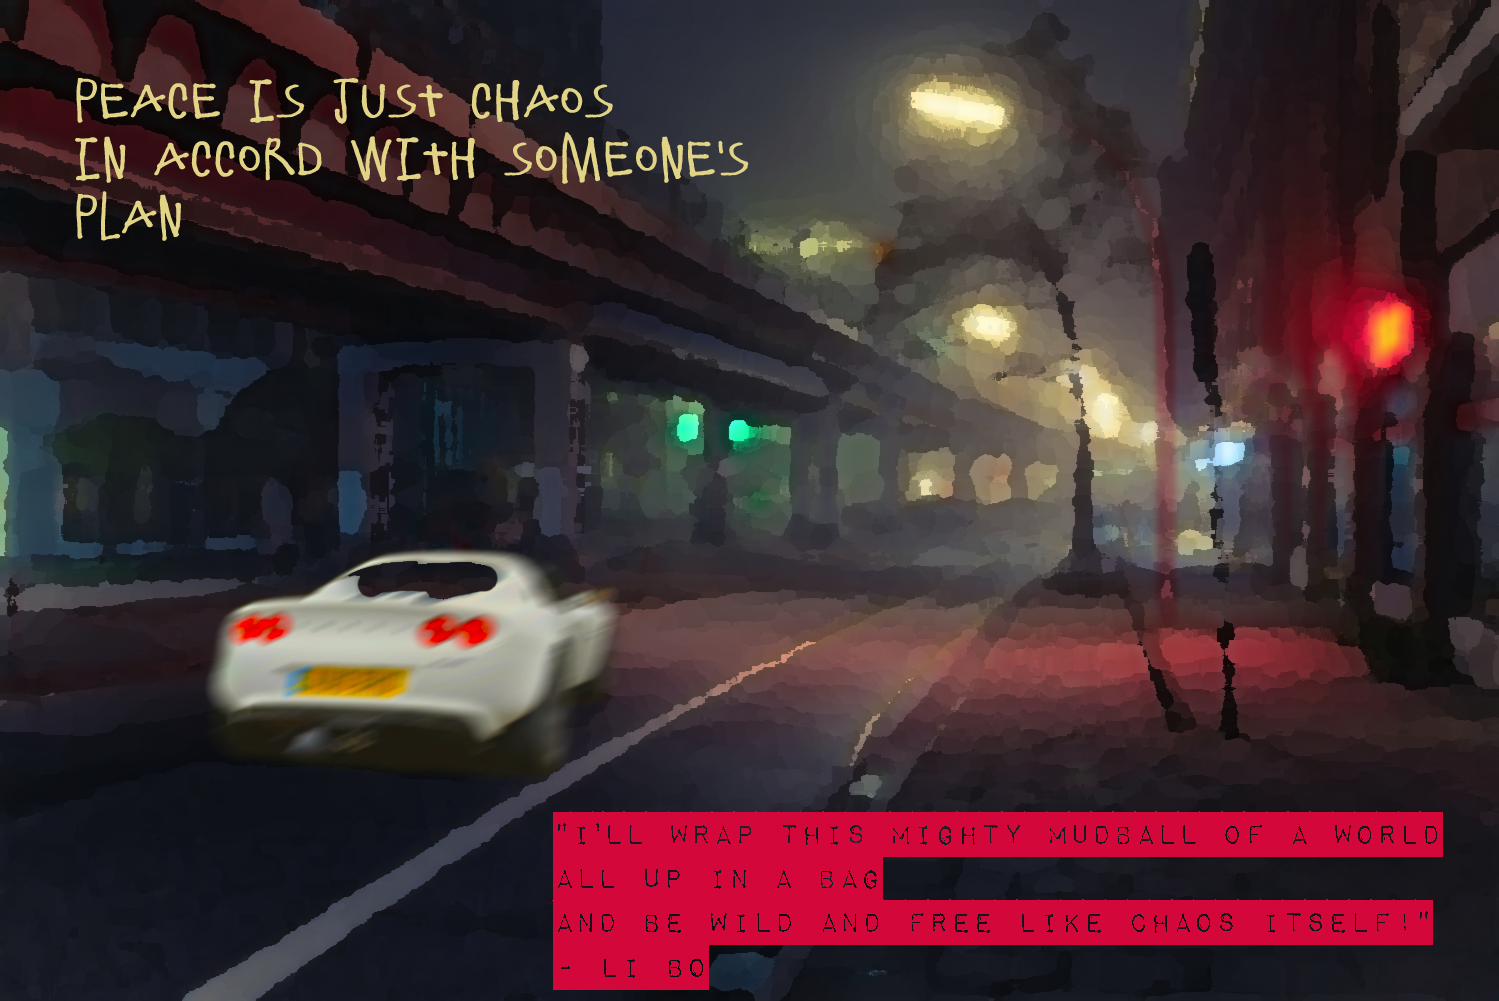 PEACE IS JUST CHAOS
IN ACCORD WITH SOMEONE'S
PLAN
"I'LL WRAP THIS MIGHTY MUDBALL OF A WORLD
ALL UP IN A BAG
AND BE WILD AND FREE LIKE CHAOS ITSELF!"
- LI BO